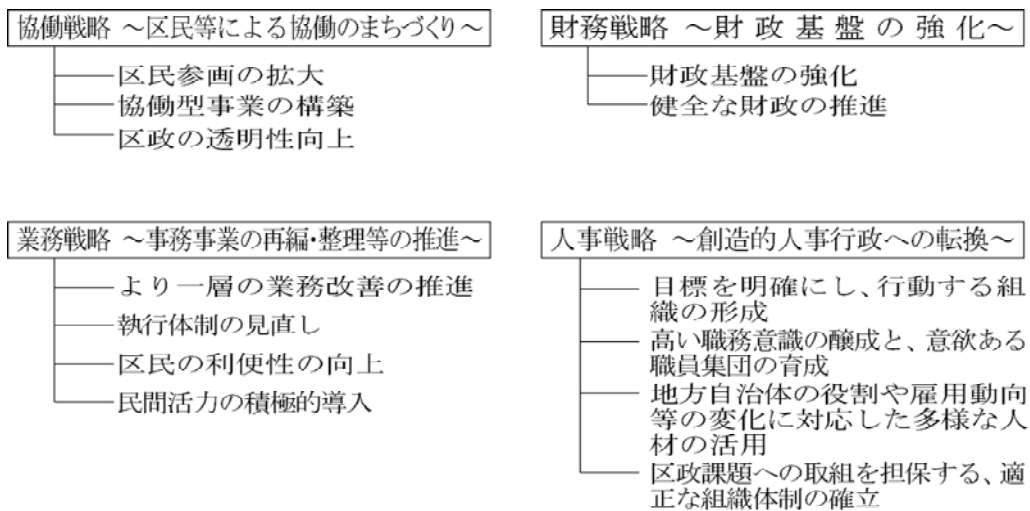 協働戦略 ～区民等による協働のまちづくり～
区民参画の拡大
協働型事業の構築
区政の透明性向上
財務戦略 ～財政基盤の強化～
財政基盤の強化
健全な財政の推進
業務戦略 ～事務事業の再編･整理等の推進～
より一層の業務改善の推進
執行体制の見直し
区民の利便性の向上
民間活力の積極的導入
人事戦略 ～創造的人事行政への転換～
目標を明確にし、行動する組
織の形成
高い職務意識の醸成と、意欲ある
職員集団の育成
地方自治体の役割や雇用動向
等の変化に対応した多様な人
材の活用
区政課題への取組を担保する、適
正な組織体制の確立